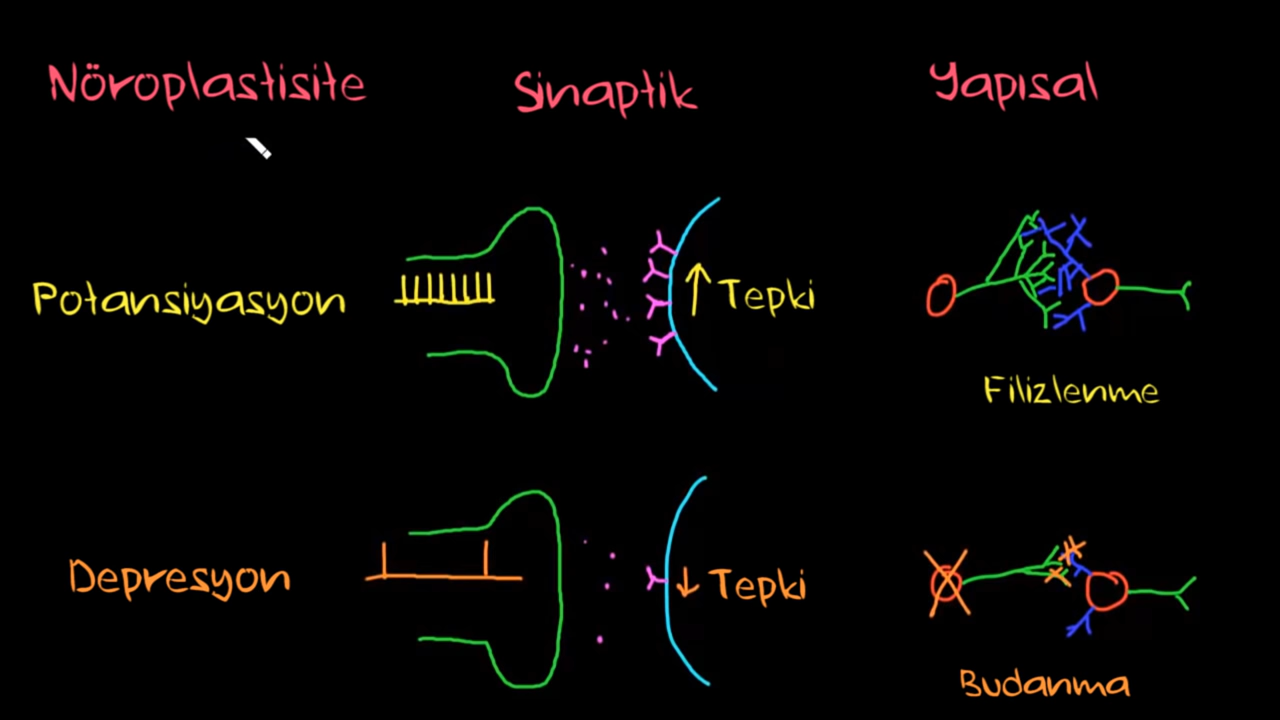 Nöroplastisite
Sinaptik
Yapısal
Potansiyasyon
Tepki
Filizlenme
Depresyon
Tepki
Budanma